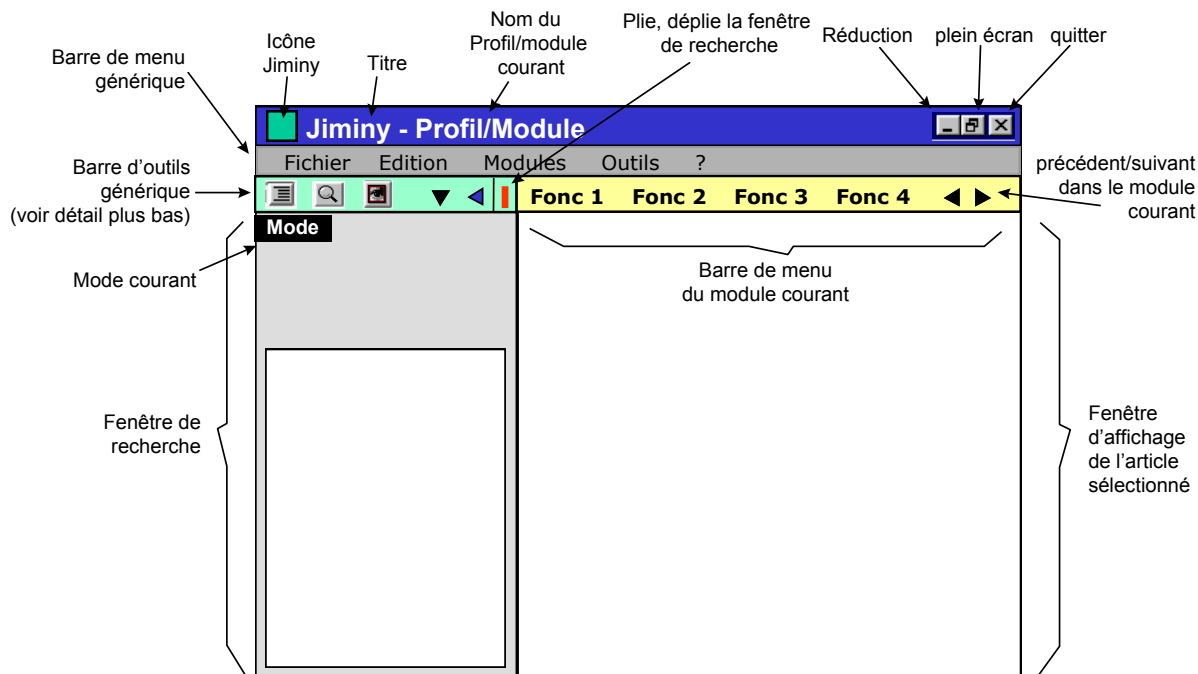 Barre de menu
générique
Icône
Jiminy
Titre
Nom du
Profil/module
courant
Plie, déplie la fenêtre
de recherche
Réduction
plein écran
quitter
Jiminy - Profil/Module
Fichier Edition Modules Outils ?
Barre d'outils
générique
(voir détail plus bas)
Fonc 1 Fonc 2 Fonc 3 Fonc 4
précédent/suivant
dans le module
courant
Mode
Mode courant
Barre de menu
du module courant
Fenêtre de
recherche
Fenêtre
d'affichage
de l'article
sélectionné